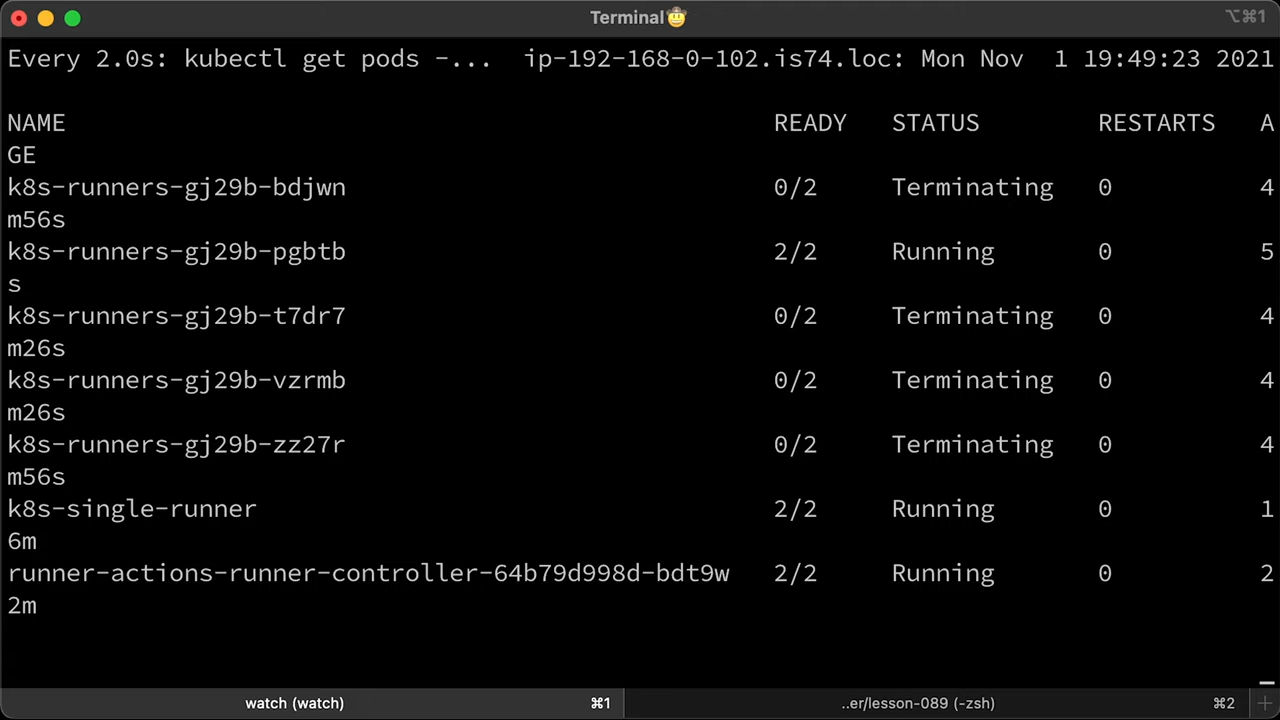 Terminal🤠
⌥⌘1
Every 2.0s: kubectl get pods -... ip-192-168-0-102.is74.loc: Mon Nov 1 19:49:23 2021
NAME READY STATUS RESTARTS A
GE
k8s-runners-gj29b-bdjwn 0/2 Terminating 0 4
m56s
k8s-runners-gj29b-pgbtb 2/2 Running 0 5
s
k8s-runners-gj29b-t7dr7 0/2 Terminating 0 4
m26s
k8s-runners-gj29b-vzrmb 0/2 Terminating 0 4
m26s
k8s-runners-gj29b-zz27r 0/2 Terminating 0 4
m56s
k8s-single-runner 2/2 Running 0 1
6m
runner-actions-runner-controller-64b79d998d-bdt9w 2/2 Running 0 2
2m
watch (watch) ⌘1
..er/lesson-089 (-zsh) ⌘2 +